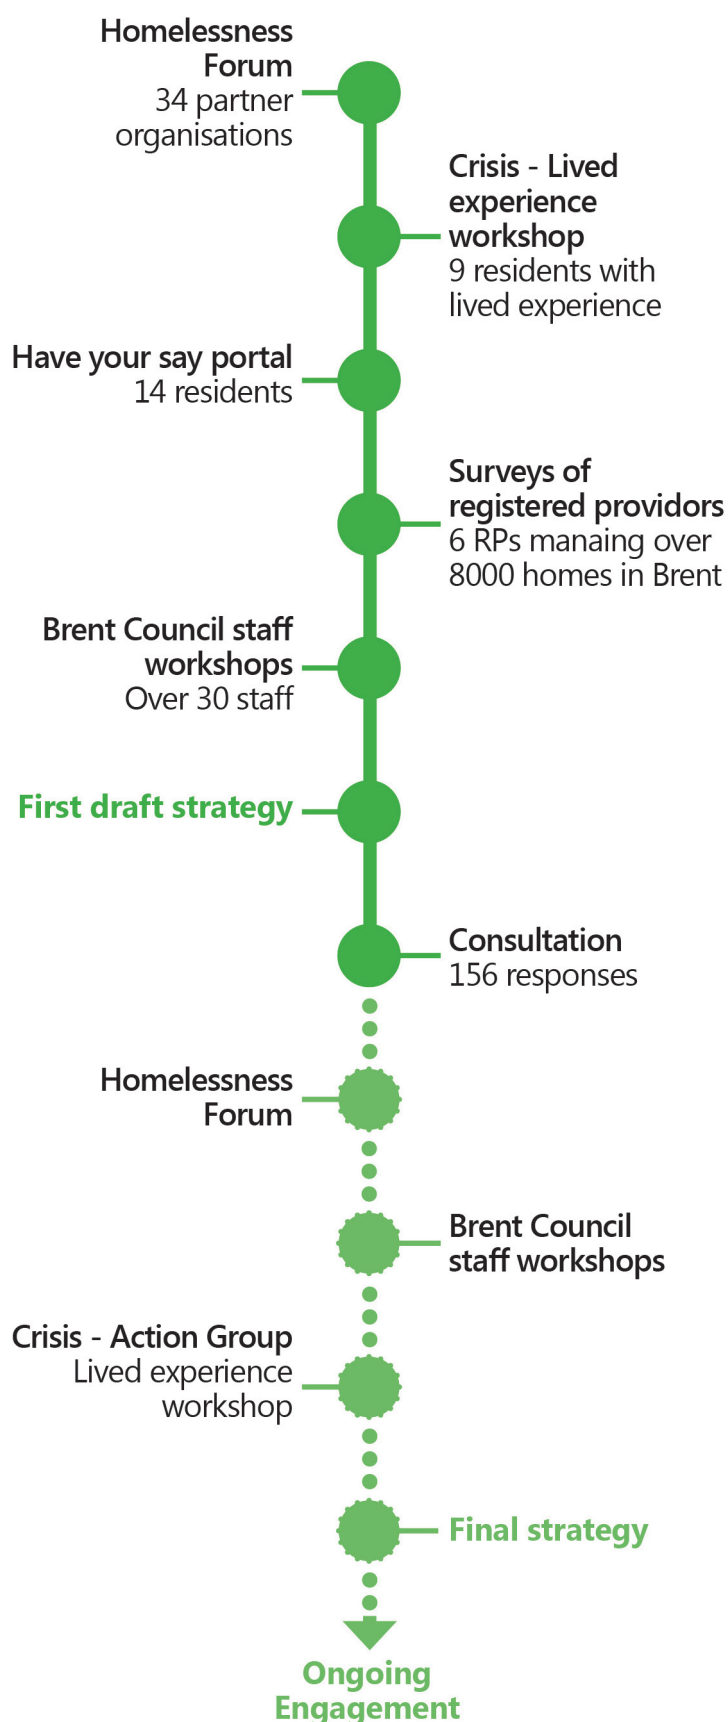 Homelessness
Forum
34 partner
organisations
Crisis - Lived
experience
workshop
9 residents with
lived experience
Have your say portal
14 residents
Surveys of
registered providors
6 RPs manaing over
8000 homes in Brent
Brent Council staff
workshops
Over 30 staff
First draft strategy
Consultation
156 responses
Homelessness
Forum
Brent Council
staff workshops
Crisis - Action Group
Lived experience
workshop
Final strategy
Ongoing
Engagement